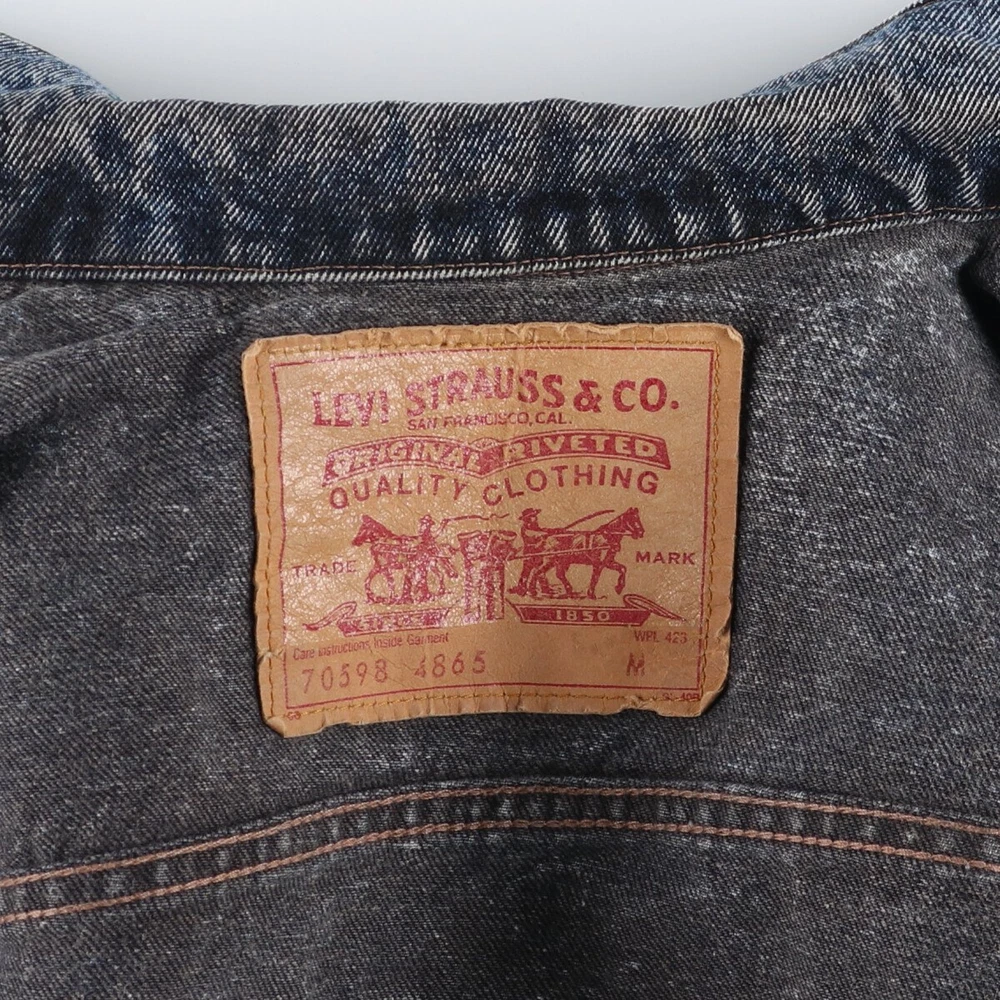 LEVI STRAUSS & CO.
SAN FRANCISCO, CAL.
ORIGINAL RIVETED
QUALITY CLOTHING
TRADE MARK
1850
Care instructions Inside Garment WPL 423
70598 4865 M